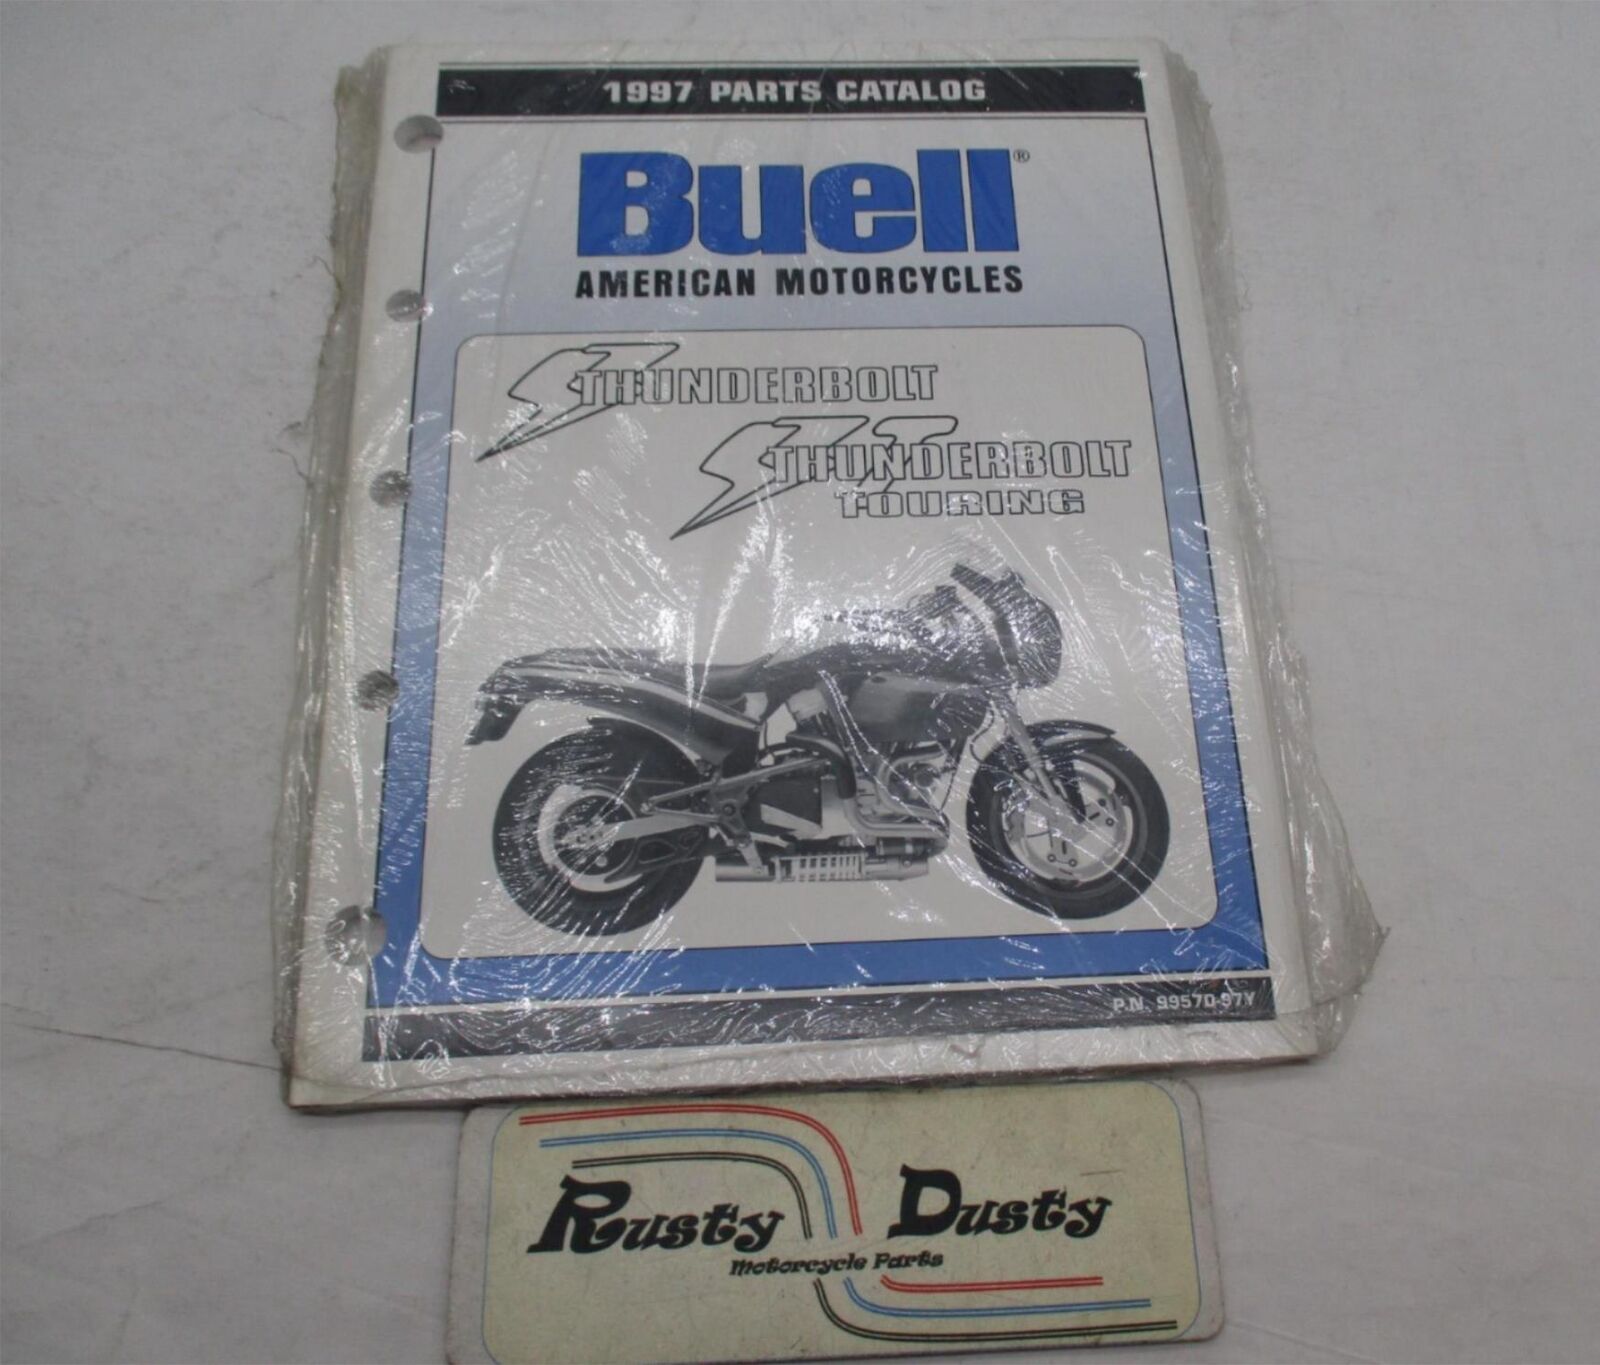 1997 PARTS CATALOG
Buell®
AMERICAN MOTORCYCLES
THUNDERBOLT
THUNDERBOLT
TOURING
P.N. 99570-97Y
Rusty Dusty
Motorcycle Parts